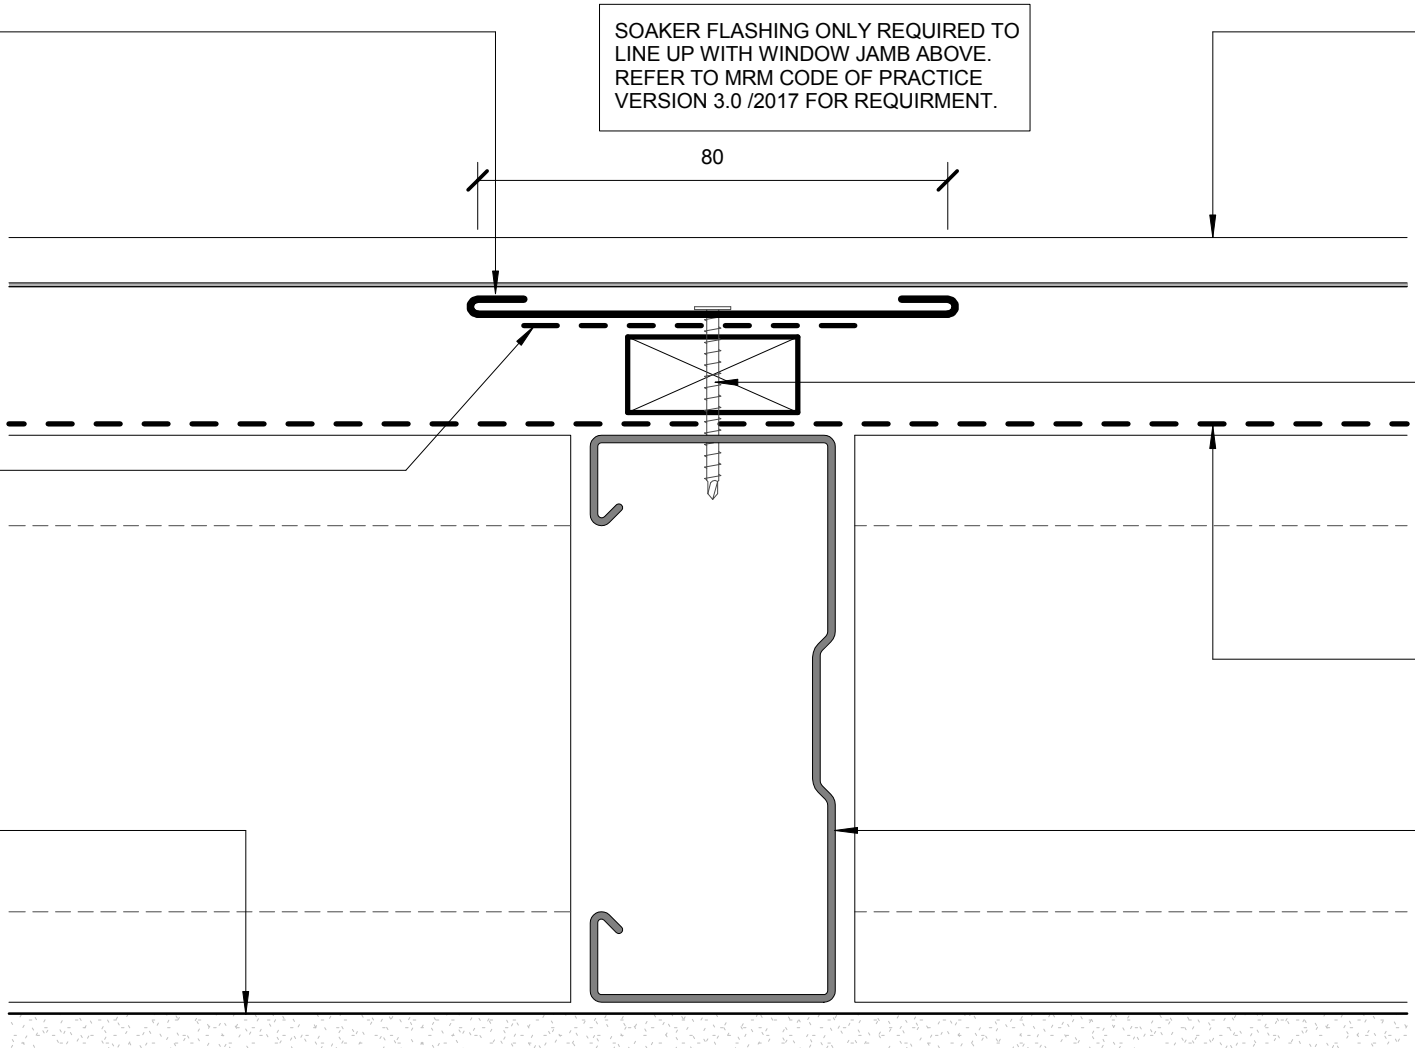 SOAKER FLASHING ONLY REQUIRED TO
LINE UP WITH WINDOW JAMB ABOVE.
REFER TO MRM CODE OF PRACTICE
VERSION 3.0 /2017 FOR REQUIRMENT.
80